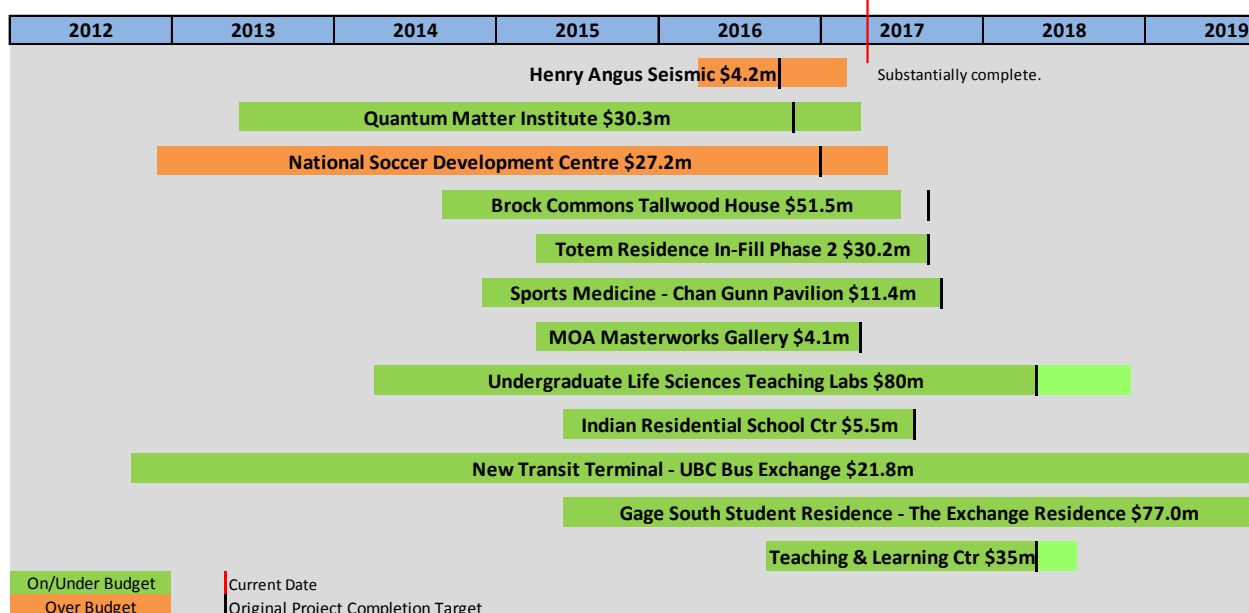 2012 2013 2014 2015 2016 2017 2018 2019
Henry Angus Seismic $4.2m Substantially complete.
Quantum Matter Institute $30.3m
National Soccer Development Centre $27.2m
Brock Commons Tallwood House $51.5m
Totem Residence In-Fill Phase 2 $30.2m
Sports Medicine - Chan Gunn Pavilion $11.4m
MOA Masterworks Gallery $4.1m
Undergraduate Life Sciences Teaching Labs $80m
Indian Residential School Ctr $5.5m
New Transit Terminal - UBC Bus Exchange $21.8m
Gage South Student Residence - The Exchange Residence $77.0m
Teaching & Learning Ctr $35m
On/Under Budget Current Date
Over Budget Original Project Completion Target